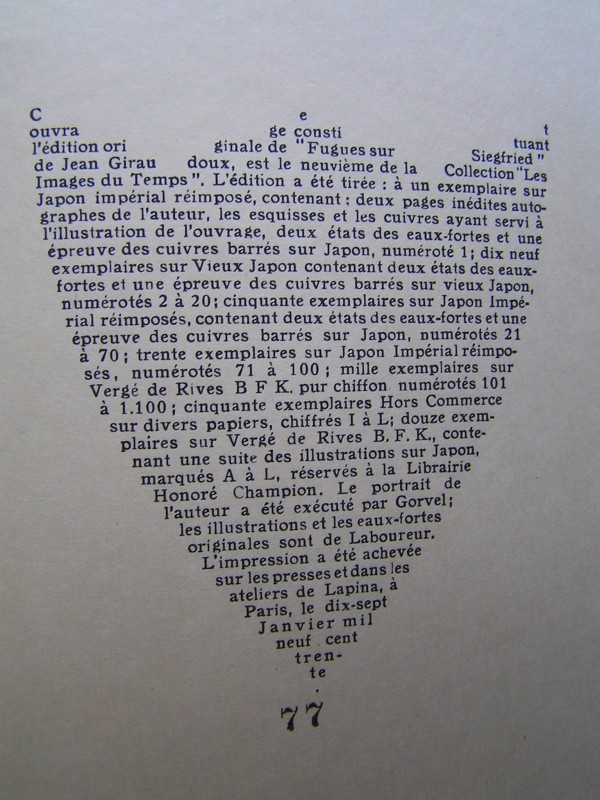 C e t
ouvra ge consti tuant
l'édition ori ginale de "Fugues sur Siegfried"
de Jean Girau doux, est le neuvième de la Collection "Les
Images du Temps". L'édition a été tirée : à un exemplaire sur
Japon impérial réimposé, contenant : deux pages inédites auto-
graphes de l'auteur, les esquisses et les cuivres ayant servi à
l'illustration de l'ouvrage, deux états des eaux-fortes et une
épreuve des cuivres barrés sur Japon, numéroté 1; dix neuf
exemplaires sur Vieux Japon contenant deux états des eaux-
fortes et une épreuve des cuivres barrés sur vieux Japon,
numérotés 2 à 20; cinquante exemplaires sur Japon Impé-
rial réimposés, contenant deux états des eaux-fortes et une
épreuve des cuivres barrés sur Japon, numérotés 21
à 70; trente exemplaires sur Japon Impérial réimpo-
sés, numérotés 71 à 100; mille exemplaires sur
Vergé de Rives B F K. pur chiffon numérotés 101
à 1.100; cinquante exemplaires Hors Commerce
sur divers papiers, chiffrés I à L; douze exem-
plaires sur Vergé de Rives B. F. K., conte-
nant une suite des illustrations sur Japon,
marqués A à L, réservés à la Librairie
Honoré Champion. Le portrait de
l'auteur a été exécuté par Gorvel;
les illustrations et les eaux-fortes
originales sont de Laboureur.
L'impression a été achevée
sur les presses et dans les
ateliers de Lapina, à
Paris, le dix-sept
Janvier mil
neuf cent
tren-
te
.
77